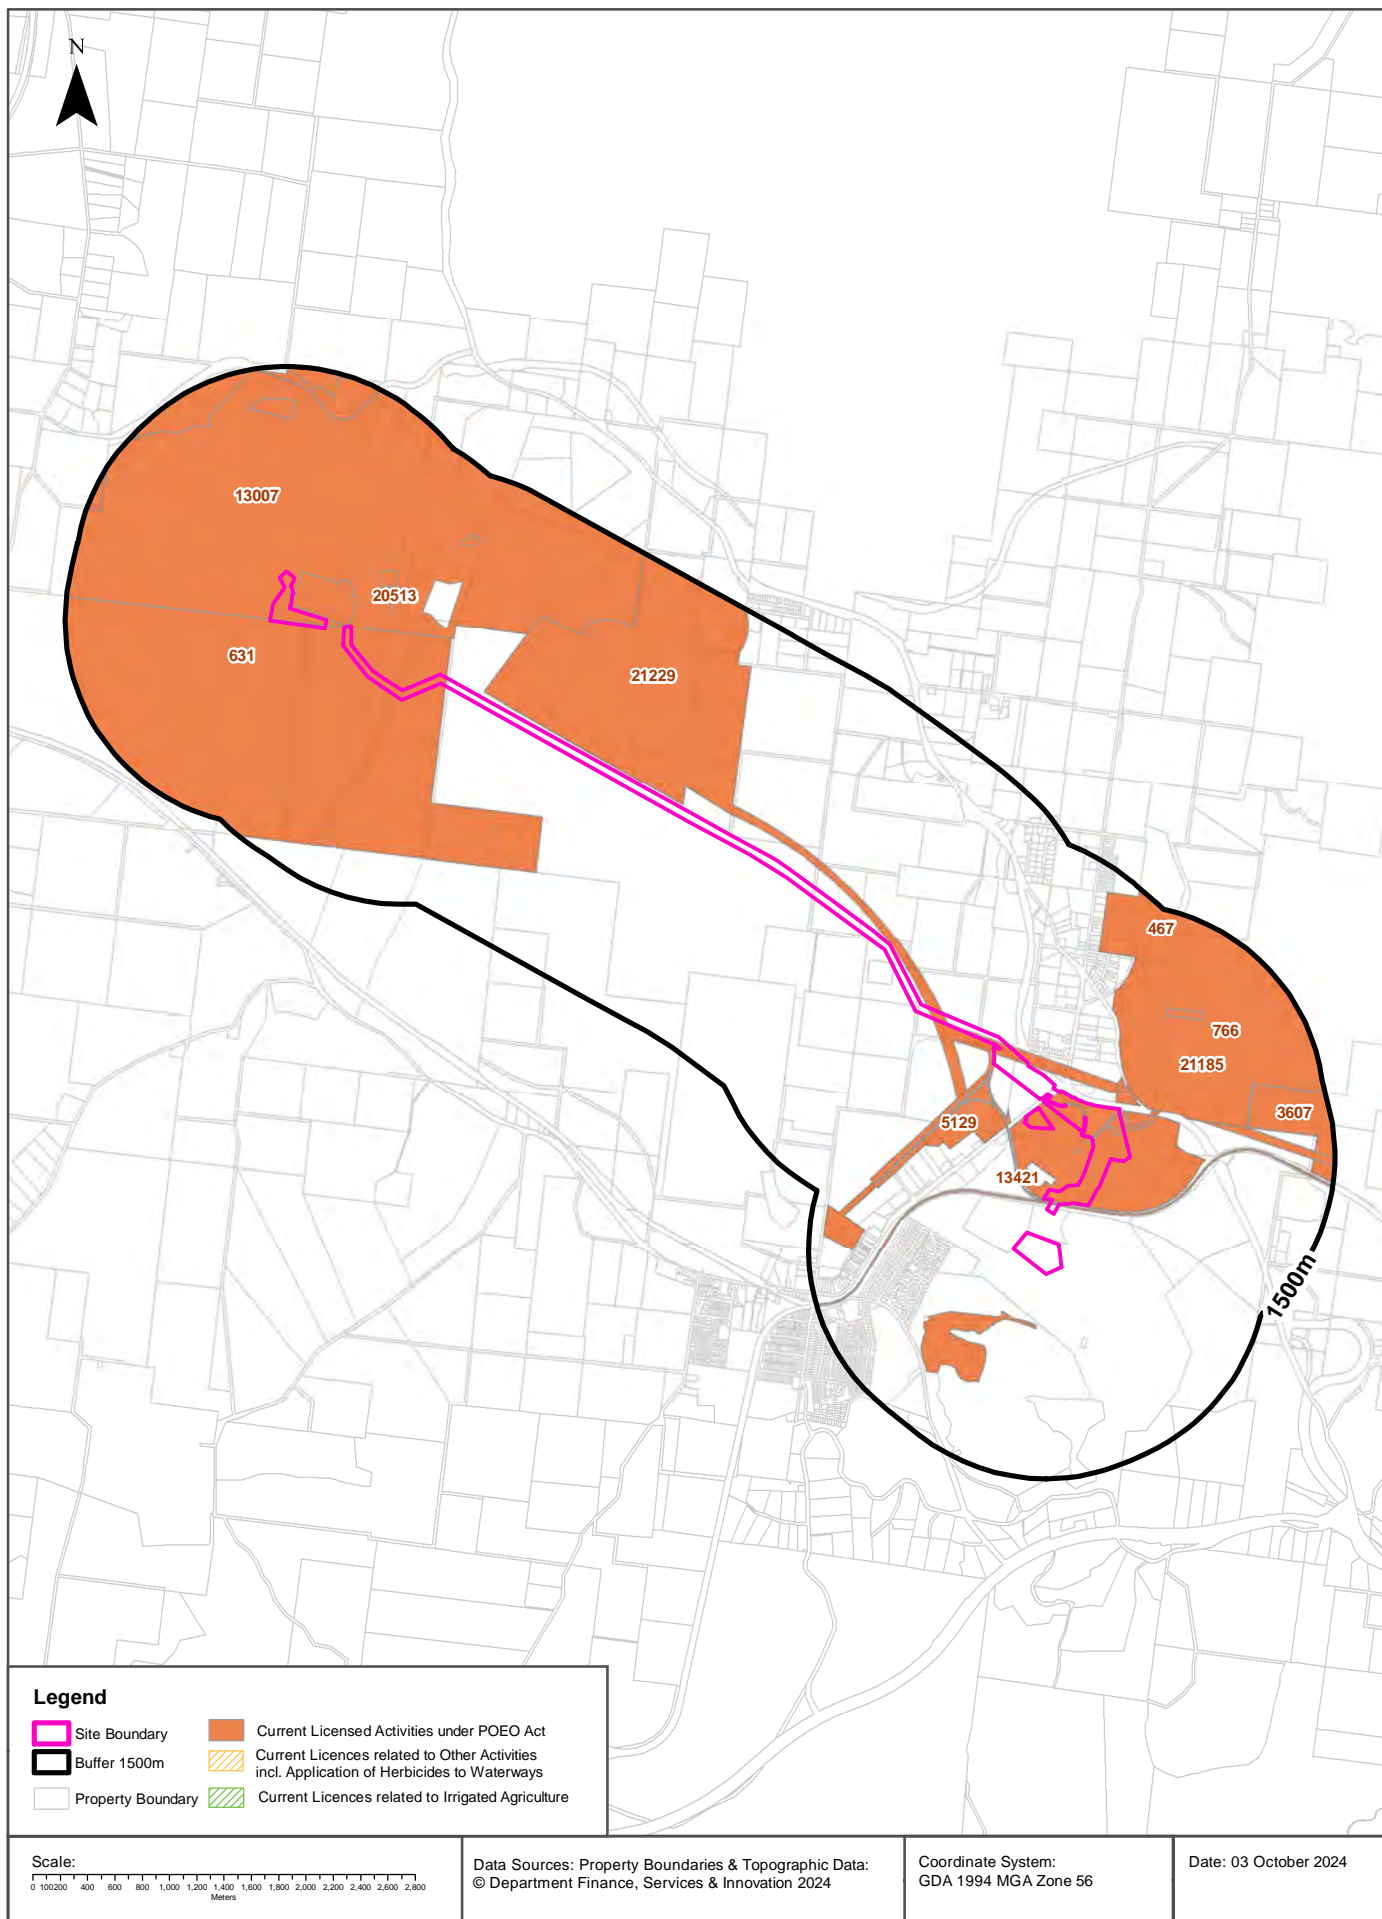 N
13007
20513
631
21229
467
766
21185
3607
5129
13421
1500m
Legend
Site Boundary
Buffer 1500m
Property Boundary
Current Licensed Activities under POEO Act
Current Licences related to Other Activities
incl. Application of Herbicides to Waterways
Current Licences related to Irrigated Agriculture
Scale:
0 100200 400 600 800 1,000 1,200 1,400 1,600 1,800 2,000 2,200 2,400 2,600 2,800
Meters
Data Sources: Property Boundaries & Topographic Data:
© Department Finance, Services & Innovation 2024
Coordinate System:
GDA 1994 MGA Zone 56
Date: 03 October 2024